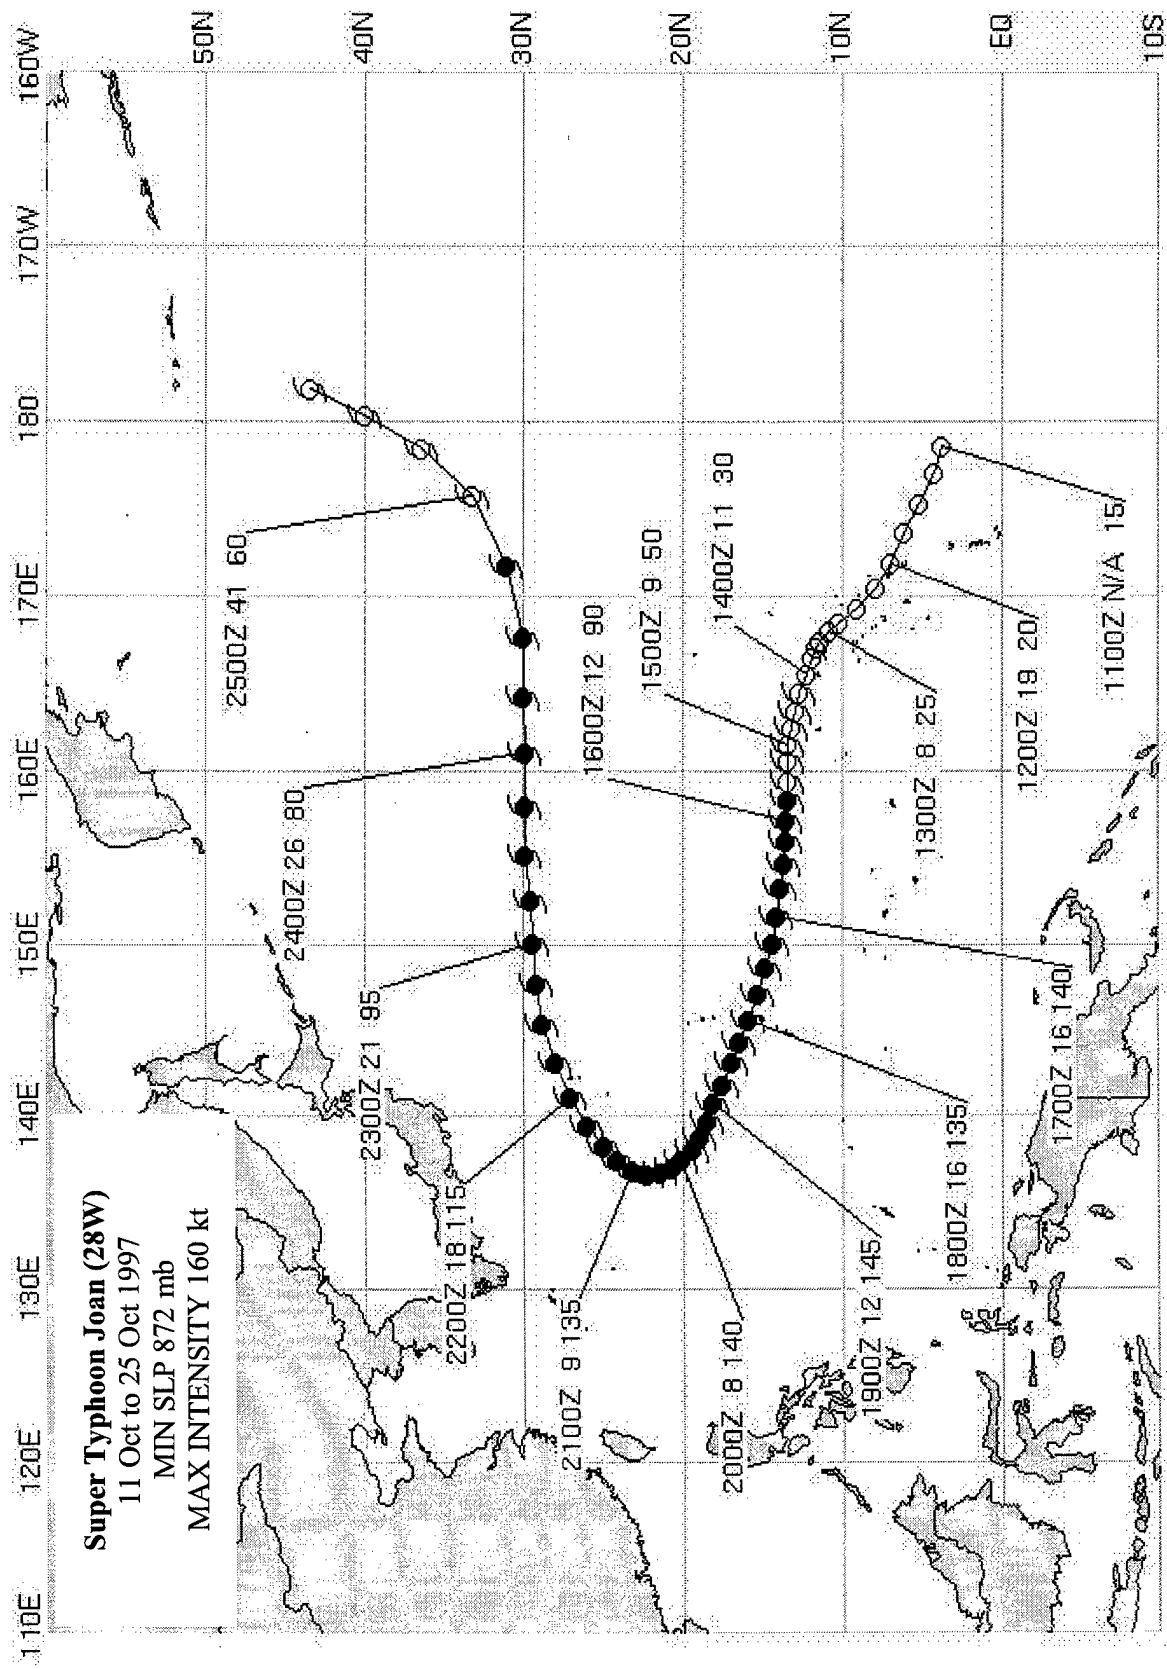 Super Typhoon Joan (28W)
11 Oct to 25 Oct 1997
MIN SLP 872 mb
MAX INTENSITY 160 kt
110E
120E
130E
140E
150E
160E
170E
180
170W
160W
50N
40N
30N
20N
10N
EQ
10S
2500Z 41 60
2400Z 26 80
2300Z 21 95
2200Z 18 115
2100Z 9 135
2000Z 8 140
1900Z 12 145
1800Z 16 135
1700Z 16 140
1600Z 12 90
1500Z 9 50
1400Z 11 30
1300Z 8 25
1200Z 19 20
1100Z N/A 15